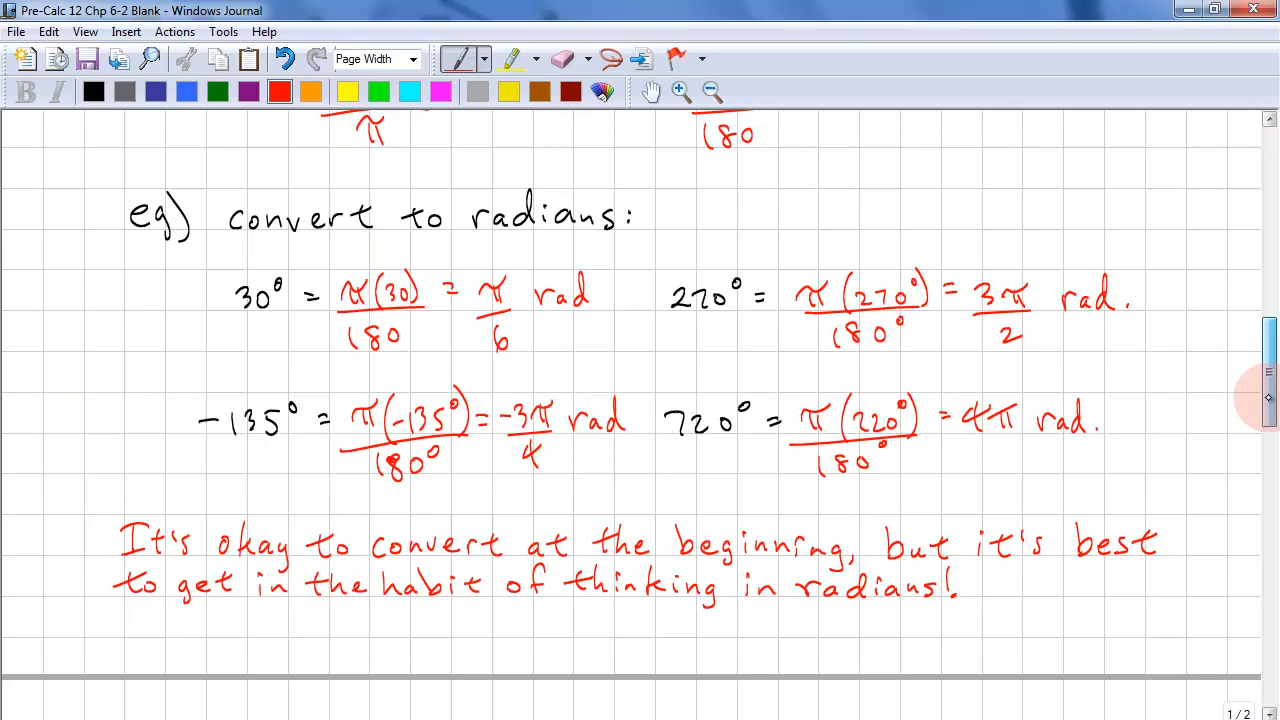 Pre-Calc 12 Chp 6-2 Blank - Windows Journal
File Edit View Insert Actions Tools Help
Page Width
B I
π 180
eg) convert to radians:
30° = π(30)/180 = π/6 rad 270° = π(270°)/180° = 3π/2 rad.
-135° = π(-135°)/180° = -3π/4 rad 720° = π(720°)/180° = 4π rad.
It's okay to convert at the beginning, but it's best
to get in the habit of thinking in radians!
1 / 2